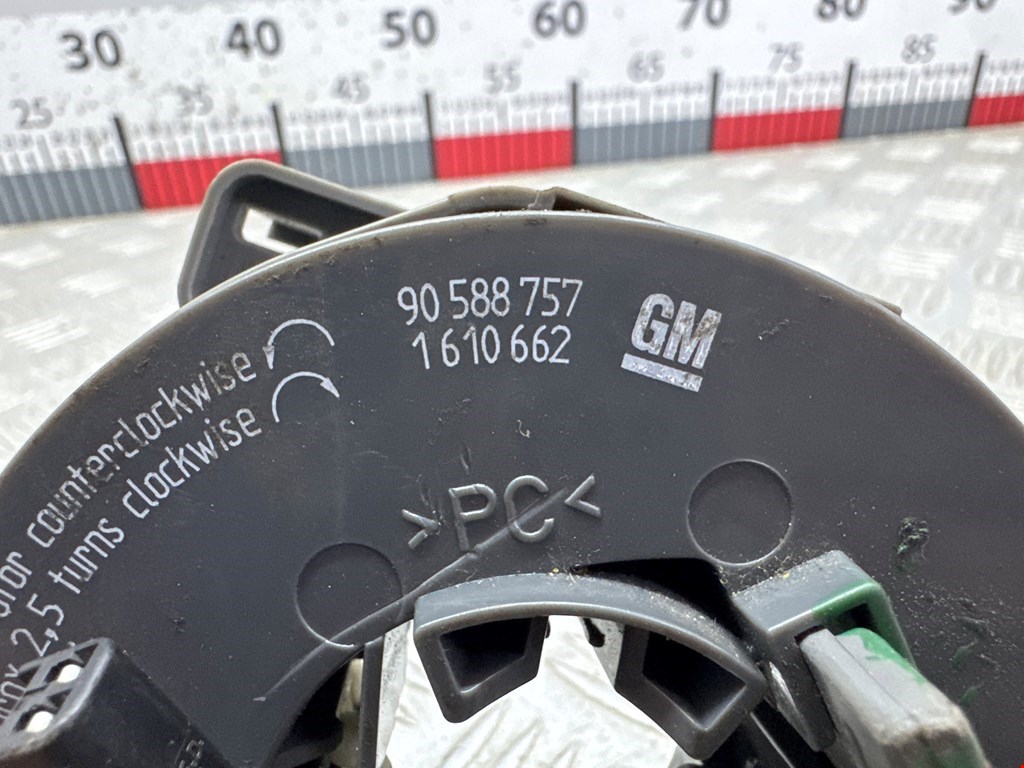 30 40 50 60 70 80 90
25 35 45 55 65 75 85
90 588 757
1 610 662
GM
counterclockwise
2,5 turns clockwise
>PC<